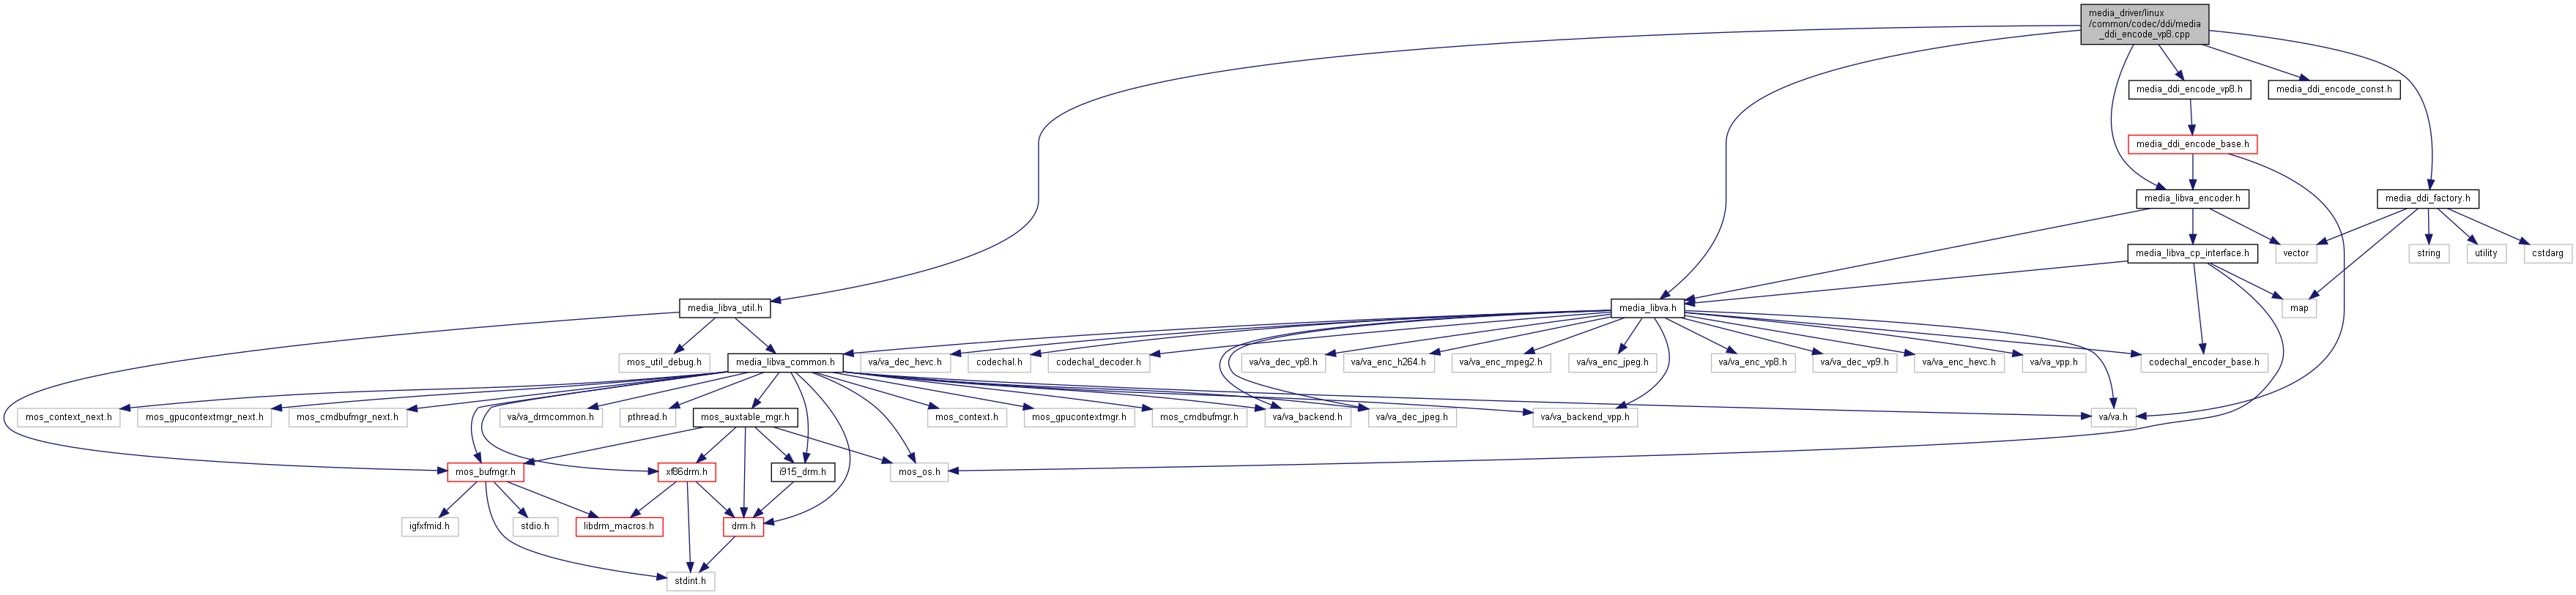 media_driver/linux
/common/codec/ddi/media
_ddi_encode_vp8.cpp
media_ddi_encode_vp8.h
media_ddi_encode_const.h
media_ddi_encode_base.h
media_libva_encoder.h
media_ddi_factory.h
media_libva_cp_interface.h
vector
string
utility
cstdarg
media_libva_util.h
media_libva.h
map
mos_util_debug.h
media_libva_common.h
va/va_dec_hevc.h
codechal.h
codechal_decoder.h
va/va_dec_vp8.h
va/va_enc_h264.h
va/va_enc_mpeg2.h
va/va_enc_jpeg.h
va/va_enc_vp8.h
va/va_dec_vp9.h
va/va_enc_hevc.h
va/va_vpp.h
codechal_encoder_base.h
mos_context_next.h
mos_gpucontextmgr_next.h
mos_cmdbufmgr_next.h
va/va_drmcommon.h
pthread.h
mos_auxtable_mgr.h
mos_context.h
mos_gpucontextmgr.h
mos_cmdbufmgr.h
va/va_backend.h
va/va_dec_jpeg.h
va/va_backend_vpp.h
va/va.h
mos_bufmgr.h
xf86drm.h
i915_drm.h
mos_os.h
igfxfmid.h
stdio.h
libdrm_macros.h
drm.h
stdint.h